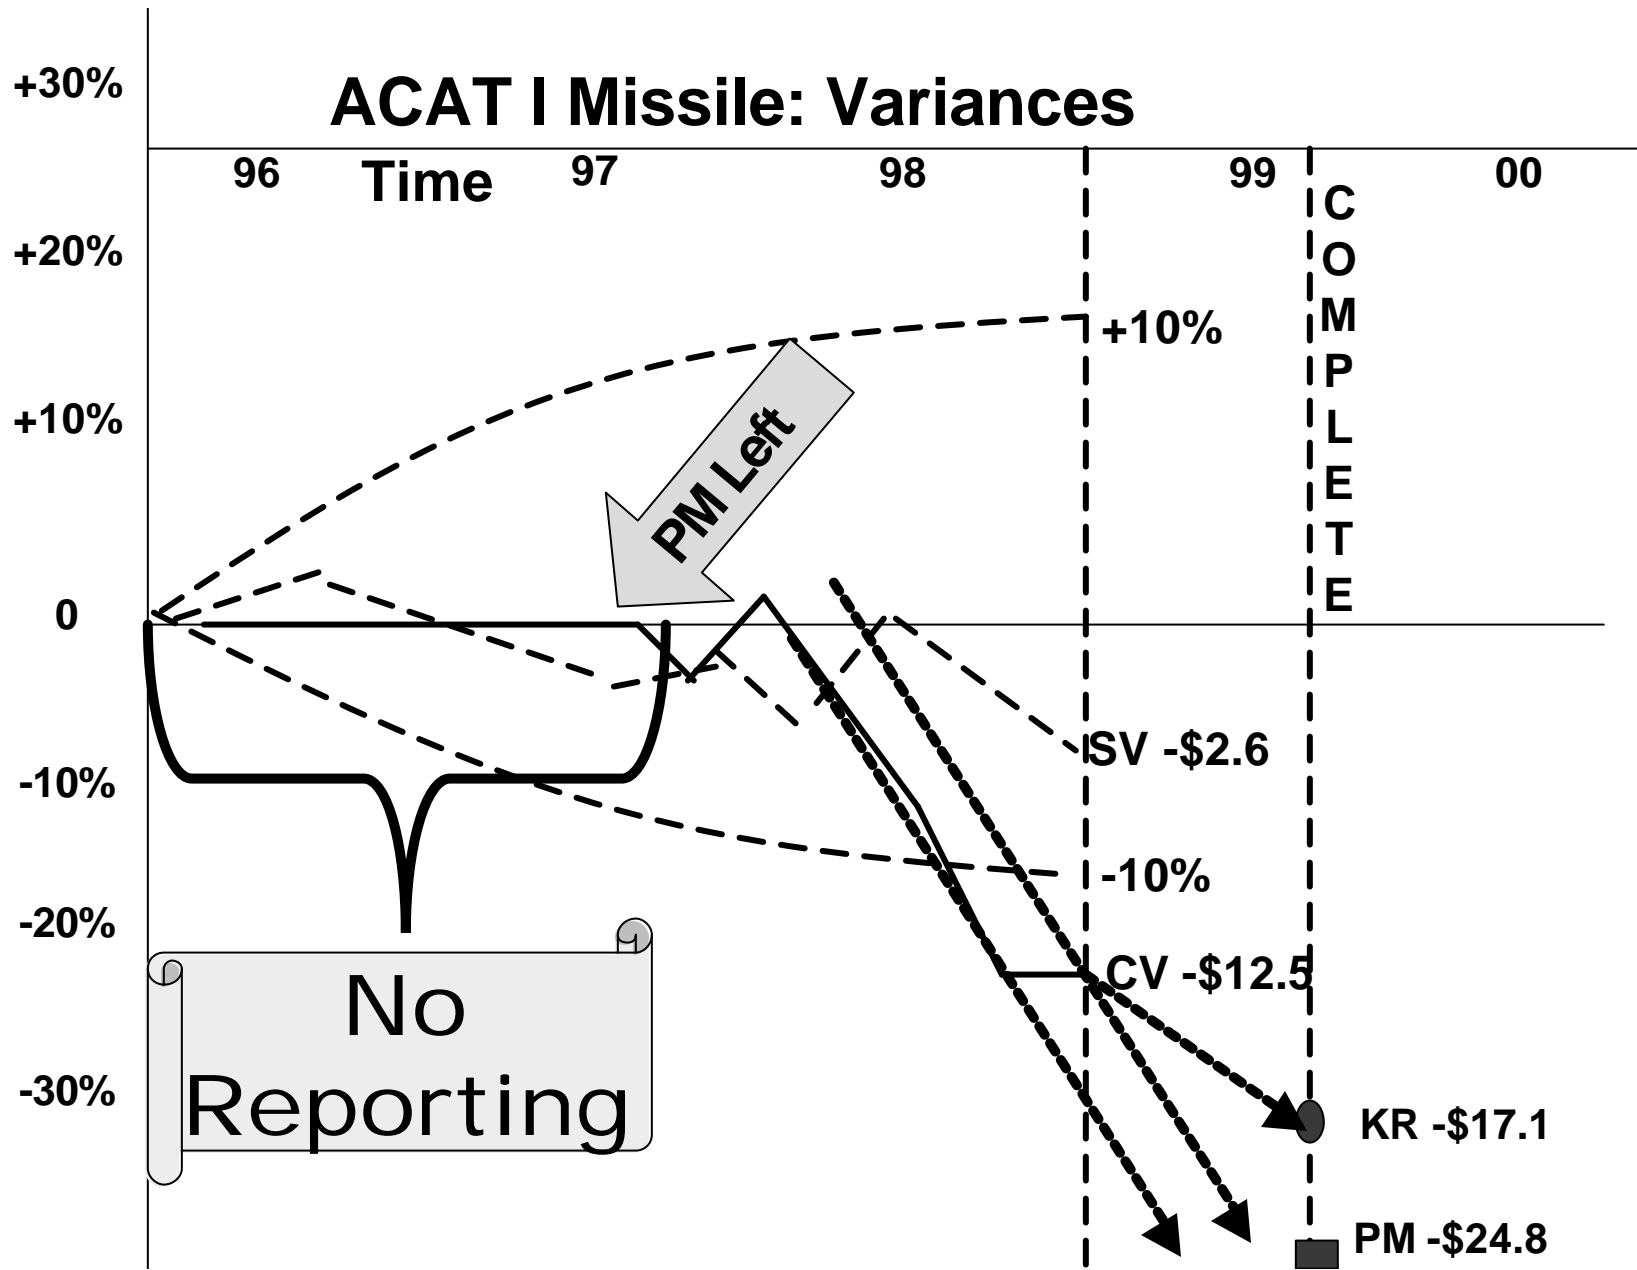 +30%
ACAT I Missile: Variances
96
Time
97
98
99
00
COMPLETE
+20%
+10%
+10%
PM Left
0
SV -$2.6
-10%
-10%
-20%
CV -$12.5
No
Reporting
-30%
KR -$17.1
PM -$24.8